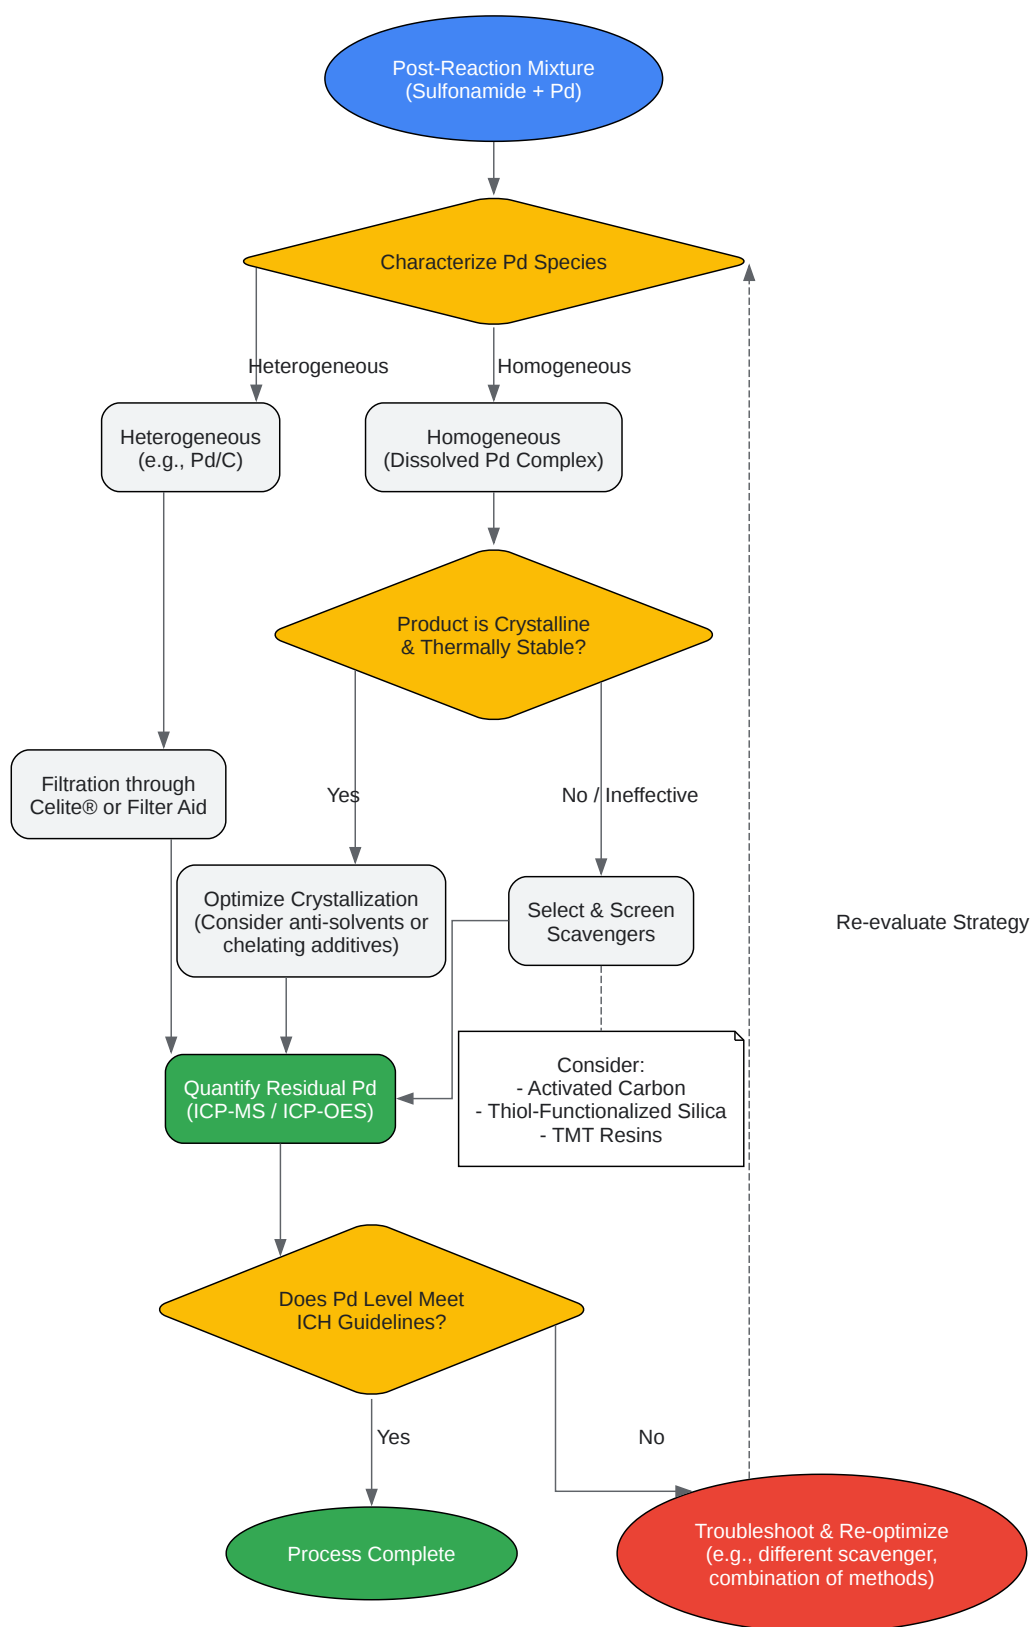 Post-Reaction Mixture
(Sulfonamide + Pd)
Characterize Pd Species
Heterogeneous
Homogeneous
Heterogeneous
(e.g., Pd/C)
Homogeneous
(Dissolved Pd Complex)
Product is Crystalline
& Thermally Stable?
Filtration through
Celite® or Filter Aid
Yes
No / Ineffective
Optimize Crystallization
(Consider anti-solvents or
chelating additives)
Select & Screen
Scavengers
Re-evaluate Strategy
Quantify Residual Pd
(ICP-MS / ICP-OES)
Consider:
- Activated Carbon
- Thiol-Functionalized Silica
- TMT Resins
Does Pd Level Meet
ICH Guidelines?
Yes
No
Process Complete
Troubleshoot & Re-optimize
(e.g., different scavenger,
combination of methods)